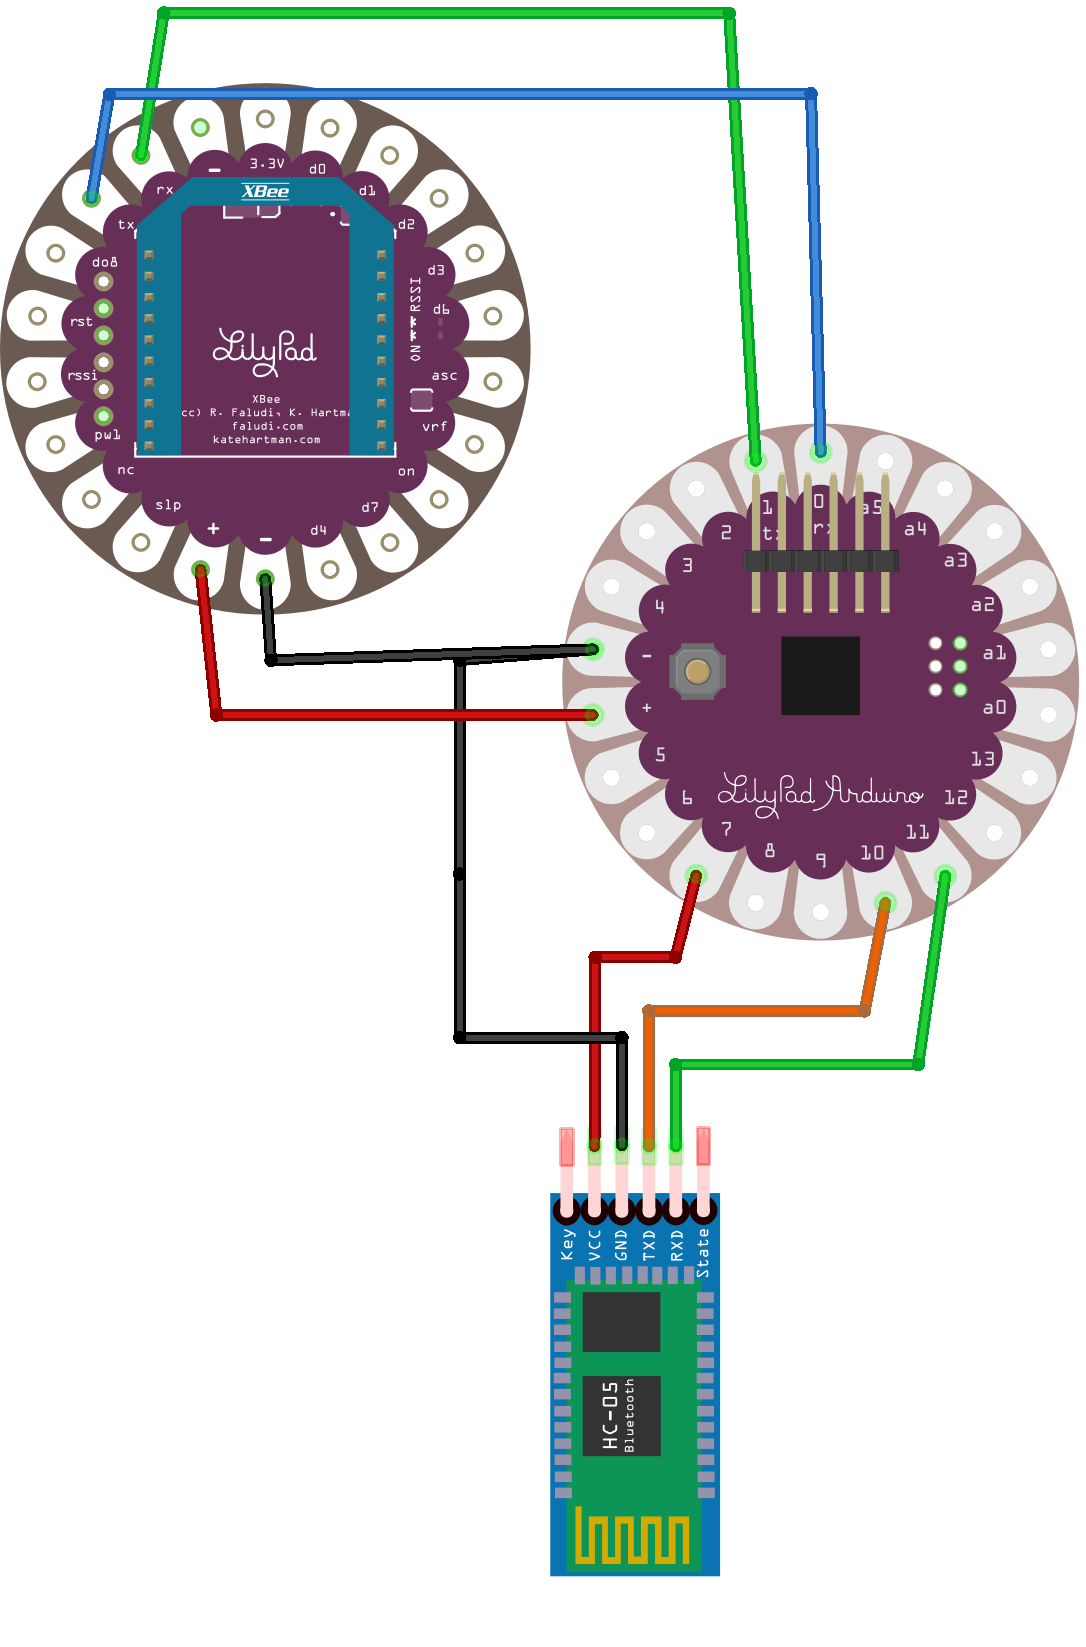 3.3V
-
d0
rx
XBee
d1
tx
d2
do8
d3
rst
d6
RSSI
ON
LilyPad
rssi
asc
XBee
cc) R. Faludi, K. Hartma
faludi.com
katehartman.com
pw1
vrf
nc
on
slp
d7
+
-
d4
1
tx
0
rx
a5
2
a4
3
a3
4
a2
-
a1
+
a0
5
13
6
LilyPad Arduino
12
7
11
8
9
10
Key
VCC
GND
TXD
RXD
State
HC-05
Bluetooth